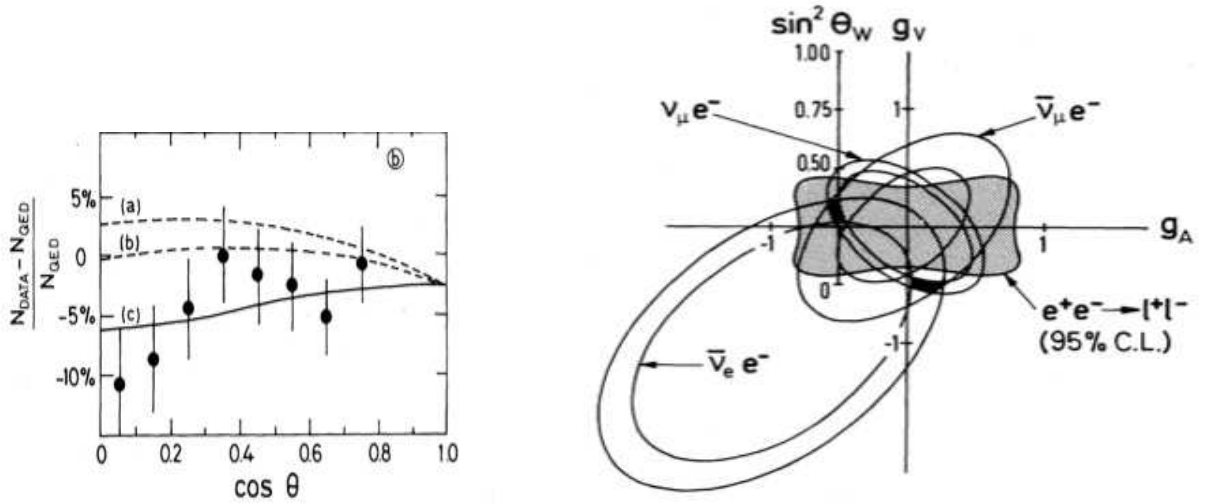 ⓑ
5%
0
-5%
-10%
N_DATA − N_QED
N_QED
(a)
(b)
(c)
0 0.2 0.4 0.6 0.8 1.0
cos θ
sin² θ_W g_V
1.00
0.75 1
0.50
0
-1 1
-1
g_A
ν_μ e⁻
ν̄_μ e⁻
ν̄_e e⁻
e⁺e⁻ → l⁺l⁻
(95% C.L.)